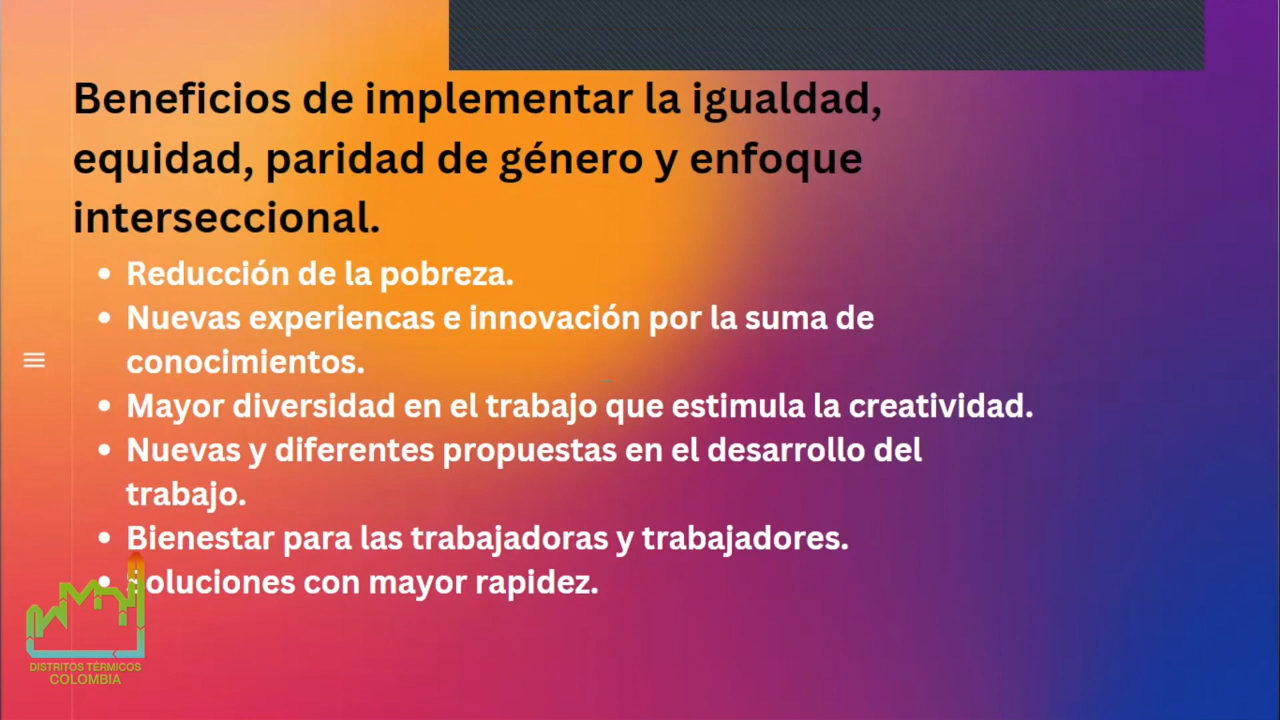 Beneficios de implementar la igualdad,
equidad, paridad de género y enfoque
interseccional.
• Reducción de la pobreza.
• Nuevas experiencas e innovación por la suma de
conocimientos.
• Mayor diversidad en el trabajo que estimula la creatividad.
• Nuevas y diferentes propuestas en el desarrollo del
trabajo.
• Bienestar para las trabajadoras y trabajadores.
• Soluciones con mayor rapidez.
DISTRITOS TÉRMICOS
COLOMBIA